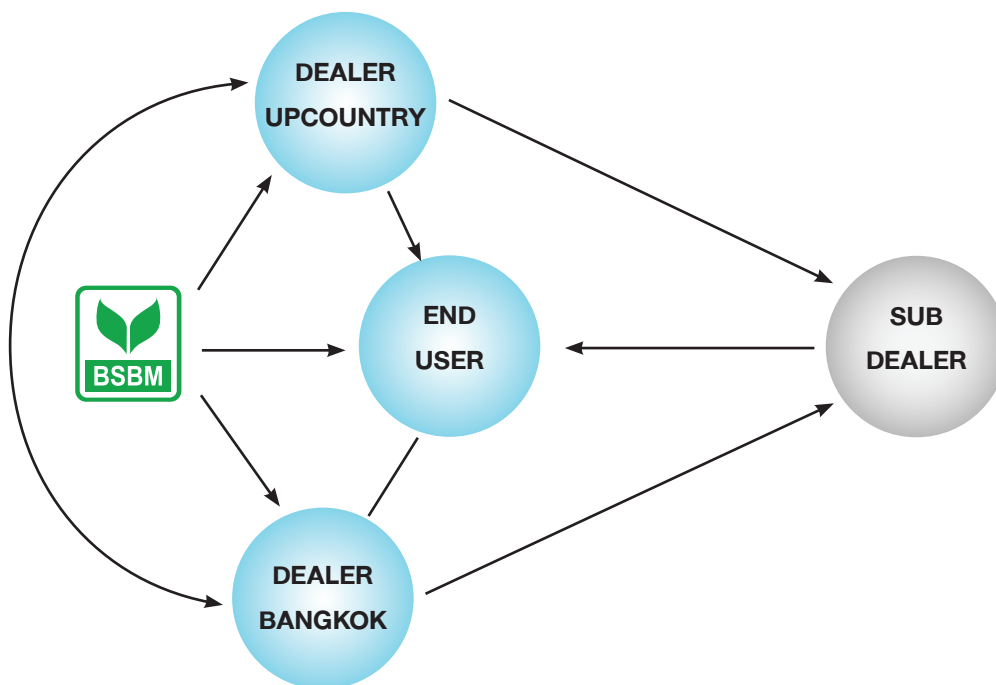 DEALER
UPCOUNTRY
BSBM
END
USER
SUB
DEALER
DEALER
BANGKOK